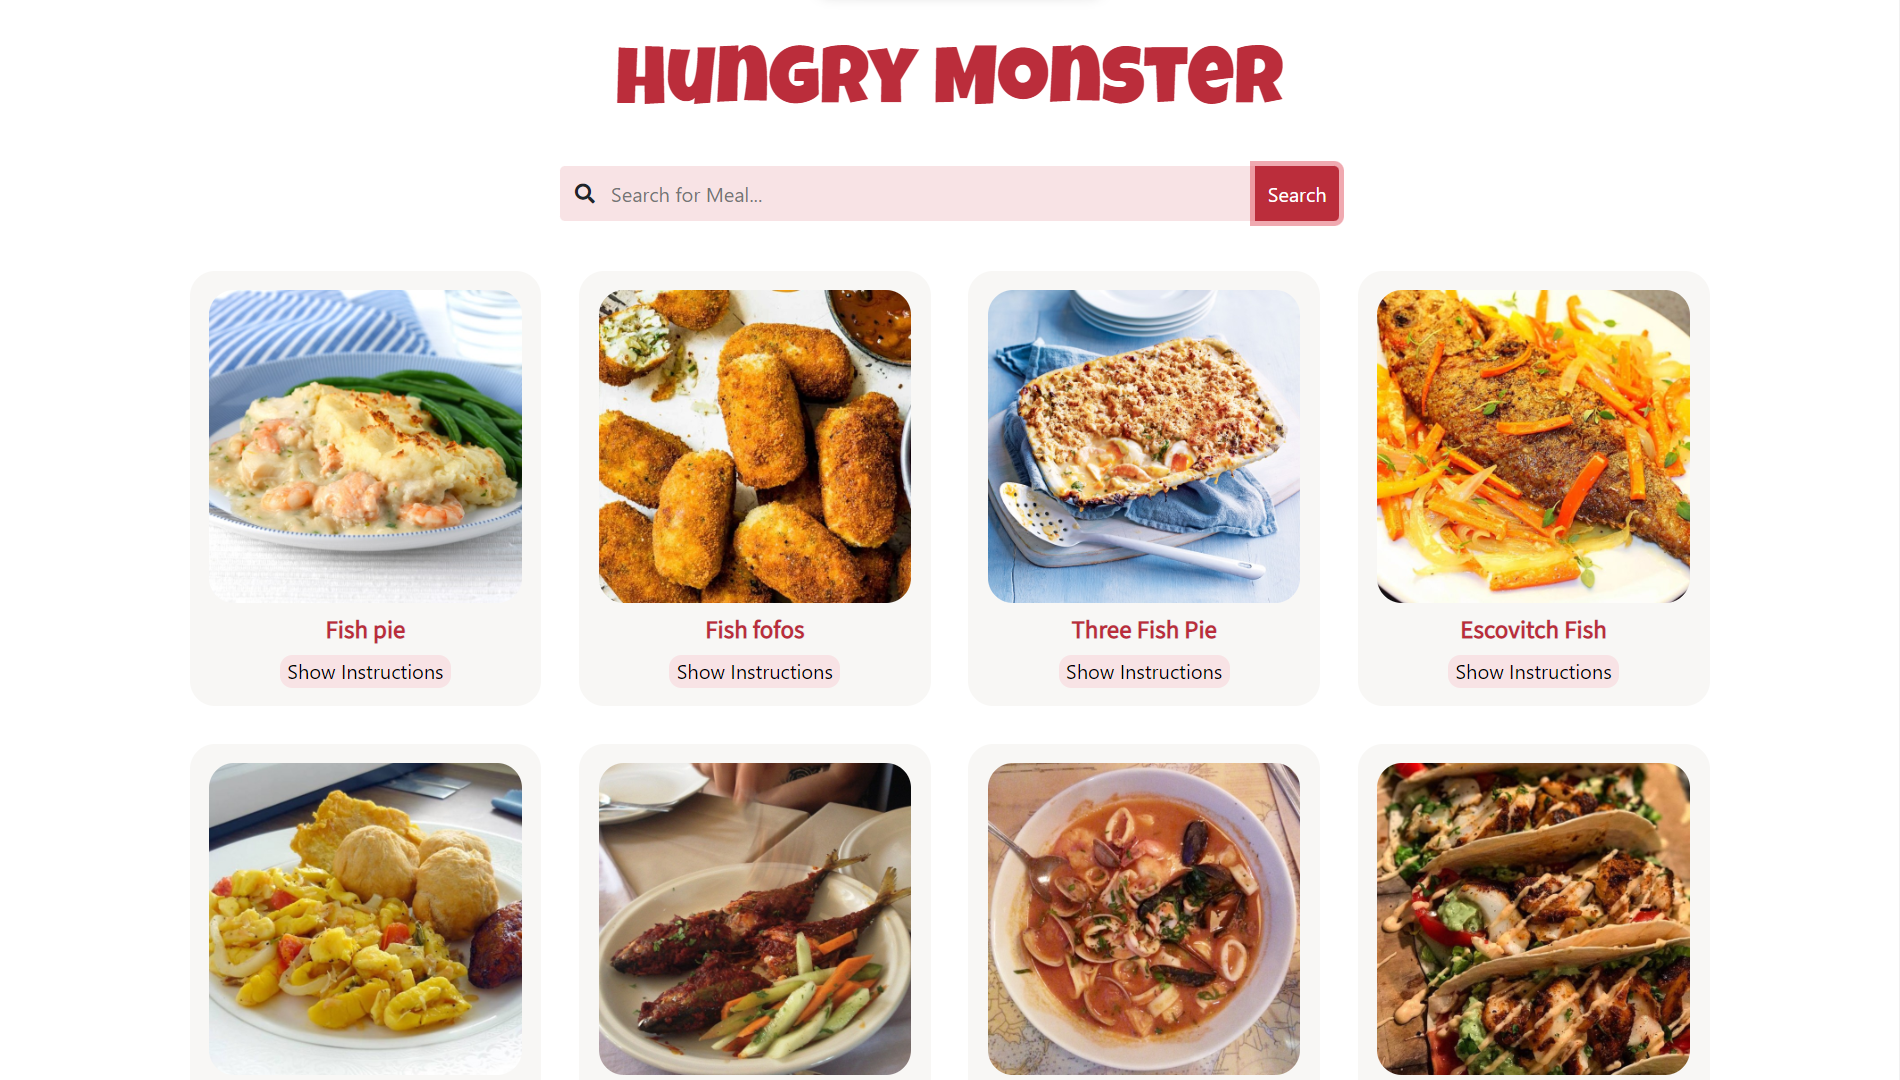 Hungry Monster
Search for Meal...
Search
Fish pie
Fish fofos
Three Fish Pie
Escovitch Fish
Show Instructions
Show Instructions
Show Instructions
Show Instructions